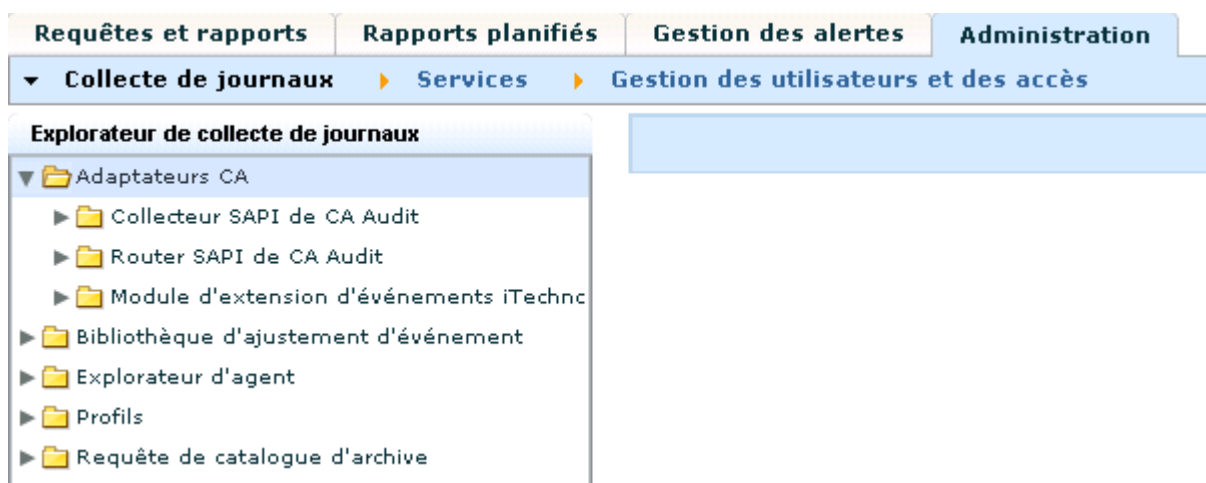 Requêtes et rapports Rapports planifiés Gestion des alertes Administration
Collecte de journaux Services Gestion des utilisateurs et des accès
Explorateur de collecte de journaux
Adaptateurs CA
Collecteur SAPI de CA Audit
Router SAPI de CA Audit
Module d'extension d'événements iTechnc
Bibliothèque d'ajustement d'événement
Explorateur d'agent
Profils
Requête de catalogue d'archive